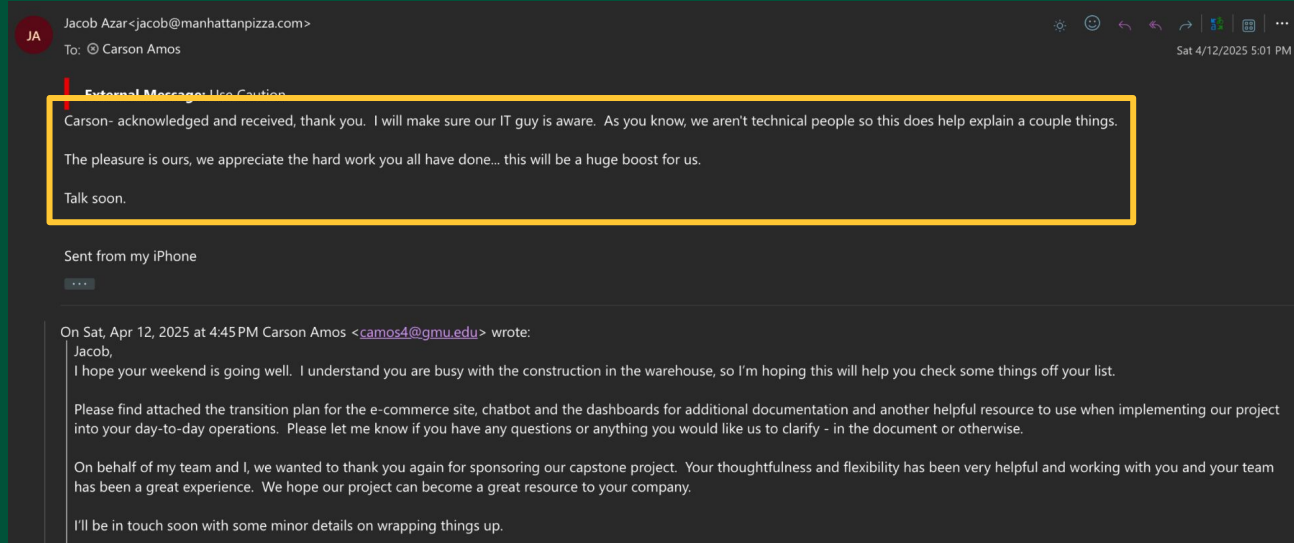 JA
Jacob Azar<jacob@manhattanpizza.com>
To: Carson Amos
Sat 4/12/2025 5:01 PM
External Message: Use Caution
Carson- acknowledged and received, thank you.  I will make sure our IT guy is aware.  As you know, we aren't technical people so this does help explain a couple things.
The pleasure is ours, we appreciate the hard work you all have done... this will be a huge boost for us.
Talk soon.
Sent from my iPhone
...
On Sat, Apr 12, 2025 at 4:45 PM Carson Amos <camos4@gmu.edu> wrote:
Jacob,
I hope your weekend is going well.  I understand you are busy with the construction in the warehouse, so I'm hoping this will help you check some things off your list.
Please find attached the transition plan for the e-commerce site, chatbot and the dashboards for additional documentation and another helpful resource to use when implementing our project
into your day-to-day operations.  Please let me know if you have any questions or anything you would like us to clarify - in the document or otherwise.
On behalf of my team and I, we wanted to thank you again for sponsoring our capstone project.  Your thoughtfulness and flexibility has been very helpful and working with you and your team
has been a great experience.  We hope our project can become a great resource to your company.
I'll be in touch soon with some minor details on wrapping things up.